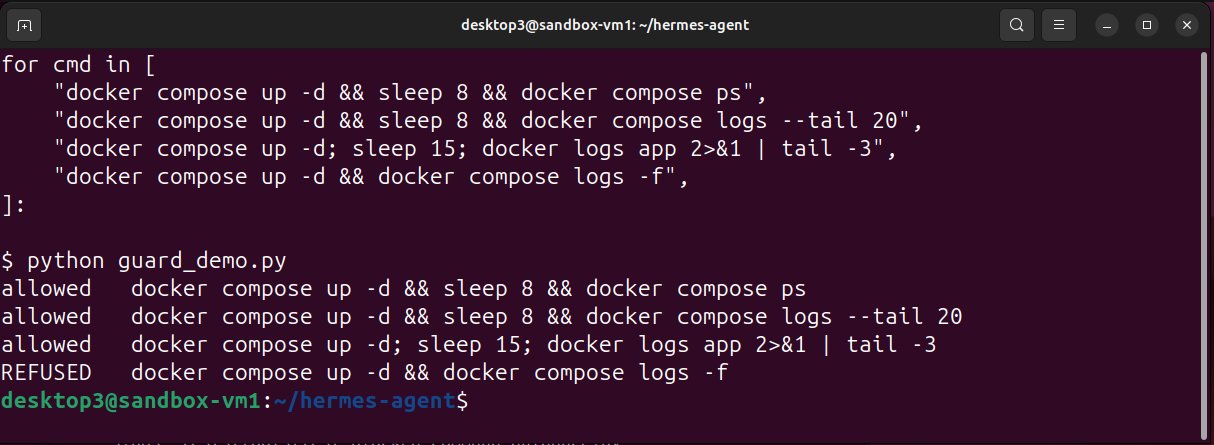 desktop3@sandbox-vm1: ~/hermes-agent
for cmd in [
    "docker compose up -d && sleep 8 && docker compose ps",
    "docker compose up -d && sleep 8 && docker compose logs --tail 20",
    "docker compose up -d; sleep 15; docker logs app 2>&1 | tail -3",
    "docker compose up -d && docker compose logs -f",
]:

$ python guard_demo.py
allowed   docker compose up -d && sleep 8 && docker compose ps
allowed   docker compose up -d && sleep 8 && docker compose logs --tail 20
allowed   docker compose up -d; sleep 15; docker logs app 2>&1 | tail -3
REFUSED   docker compose up -d && docker compose logs -f
desktop3@sandbox-vm1:~/hermes-agent$